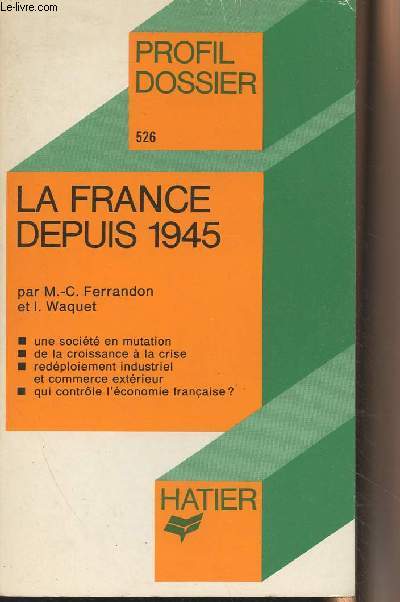 Le-livre.com
PROFIL
DOSSIER
526
LA FRANCE
DEPUIS 1945
par M.-C. Ferrandon
et I. Waquet
■ une société en mutation
■ de la croissance à la crise
■ redéploiement industriel
et commerce extérieur
■ qui contrôle l'économie française ?
HATIER